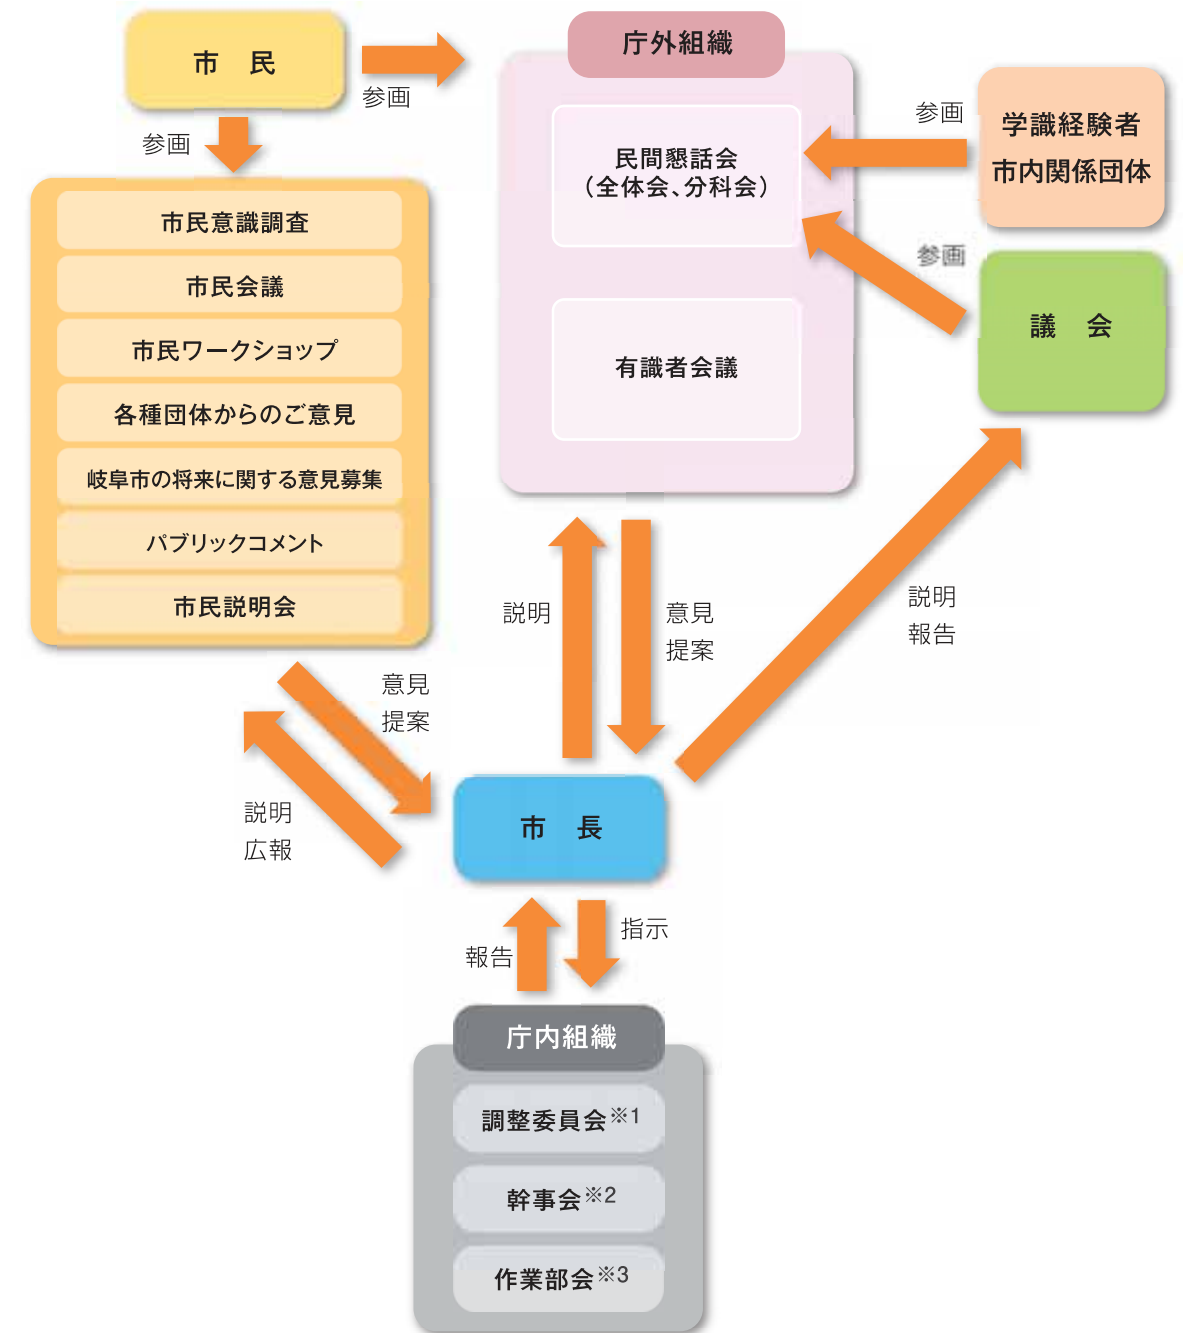 市　民
参画
参画
市民意識調査
市民会議
市民ワークショップ
各種団体からのご意見
岐阜市の将来に関する意見募集
パブリックコメント
市民説明会
庁外組織
民間懇話会
（全体会、分科会）
有識者会議
参画
学識経験者
市内関係団体
参画
議　会
説明
意見
提案
説明
報告
意見
提案
説明
広報
市　長
報告
指示
庁内組織
調整委員会※1
幹事会※2
作業部会※3